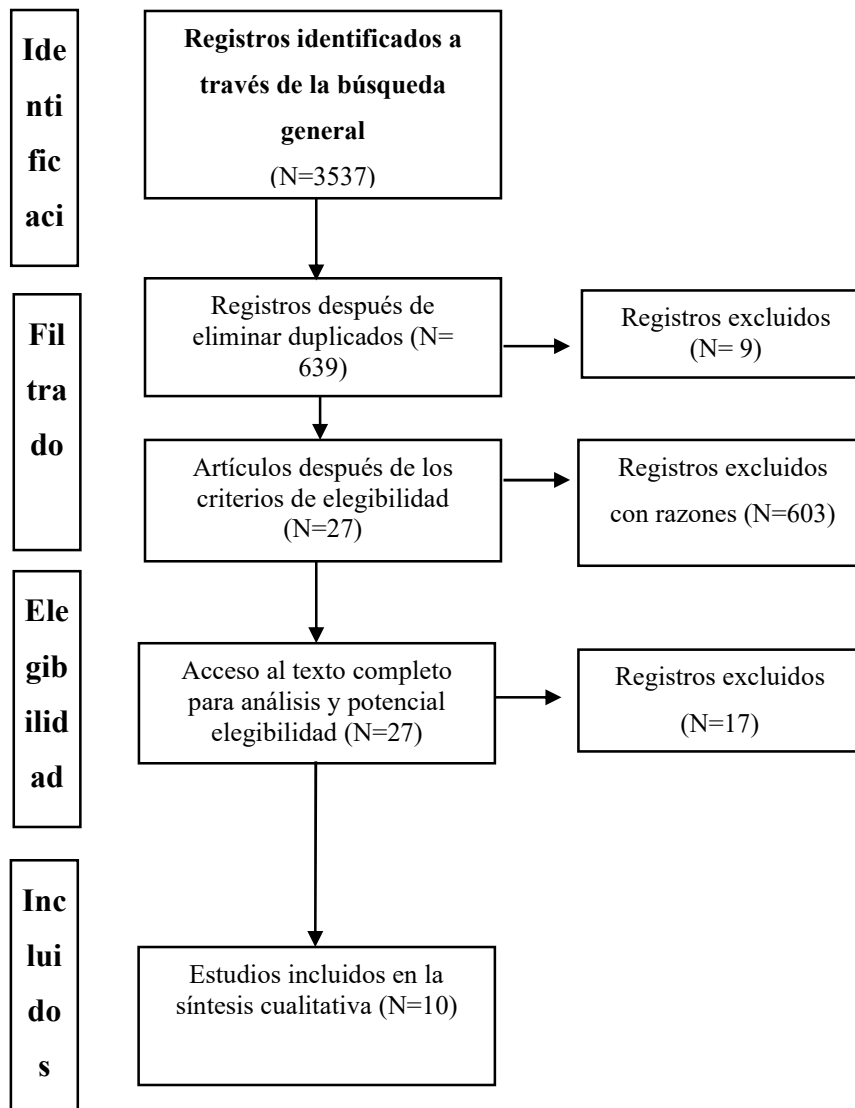 Ide
nti
fic
aci
Registros identificados a
través de la búsqueda
general
(N=3537)
Fil
tra
do
Registros después de
eliminar duplicados (N=
639)
Registros excluidos
(N= 9)
Artículos después de los
criterios de elegibilidad
(N=27)
Registros excluidos
con razones (N=603)
Ele
gib
ilid
ad
Acceso al texto completo
para análisis y potencial
elegibilidad (N=27)
Registros excluidos
(N=17)
Inc
lui
do
s
Estudios incluidos en la
síntesis cualitativa (N=10)